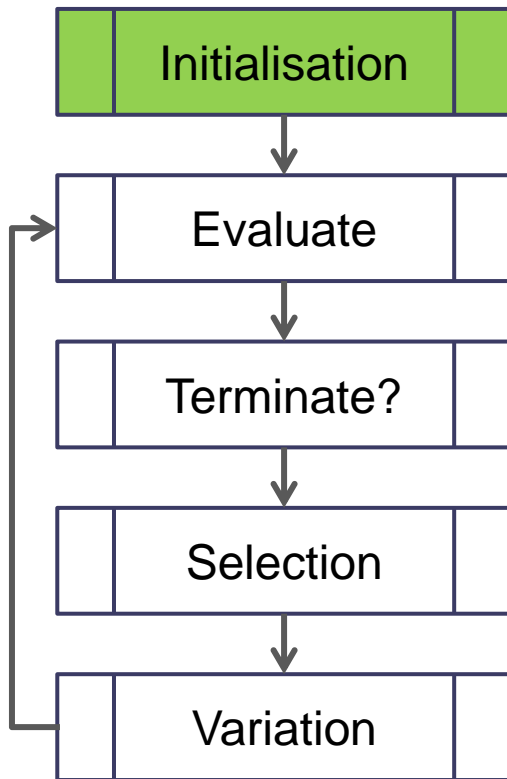 Initialisation
Evaluate
Terminate?
Selection
Variation